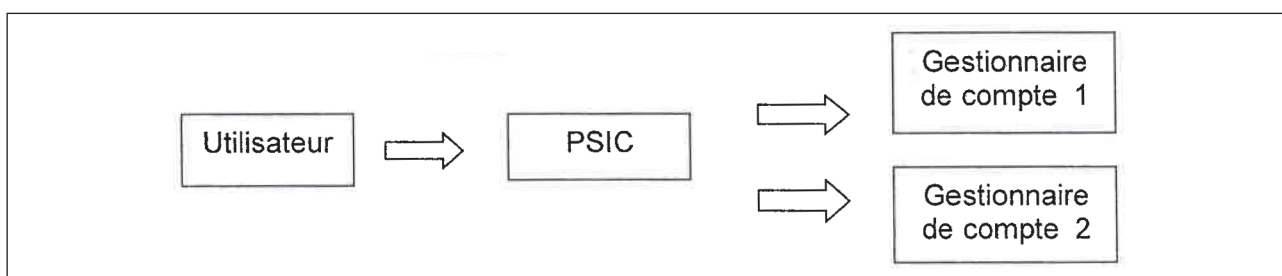 Utilisateur
PSIC
Gestionnaire
de compte 1
Gestionnaire
de compte 2